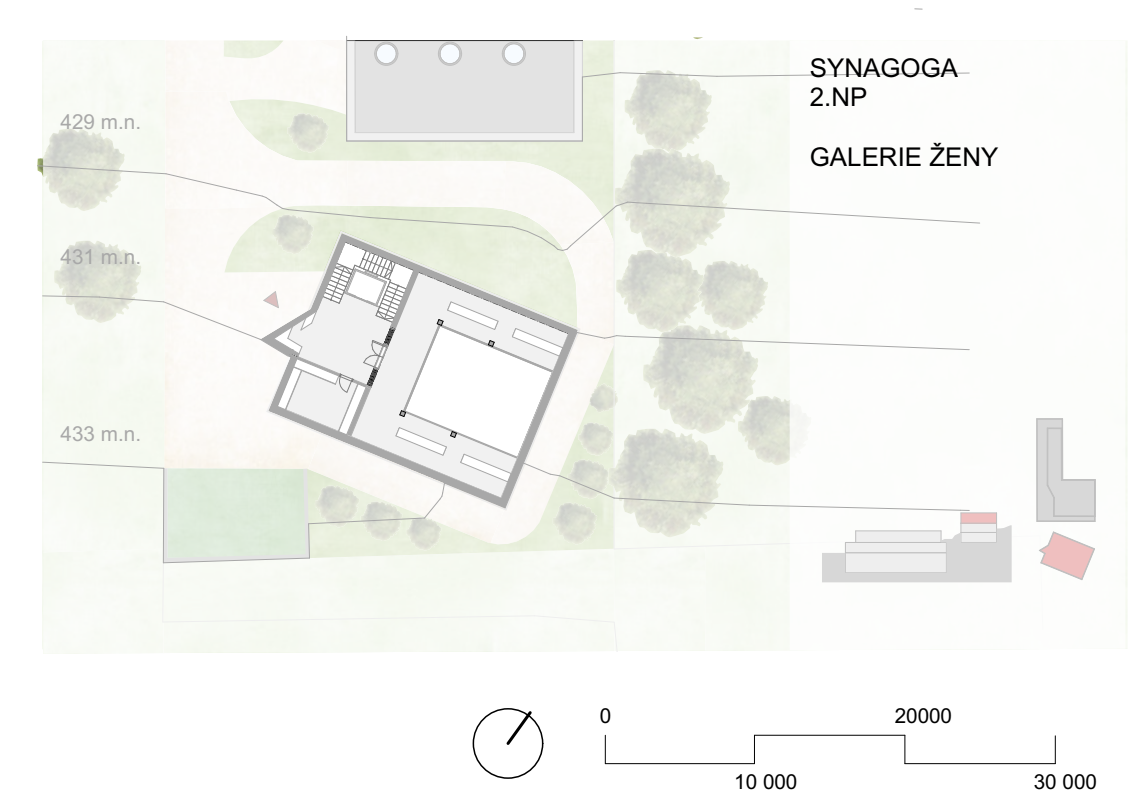 SYNAGOGA
2.NP
GALERIE ŽENY
429 m.n.
431 m.n.
433 m.n.
0
20000
10 000
30 000